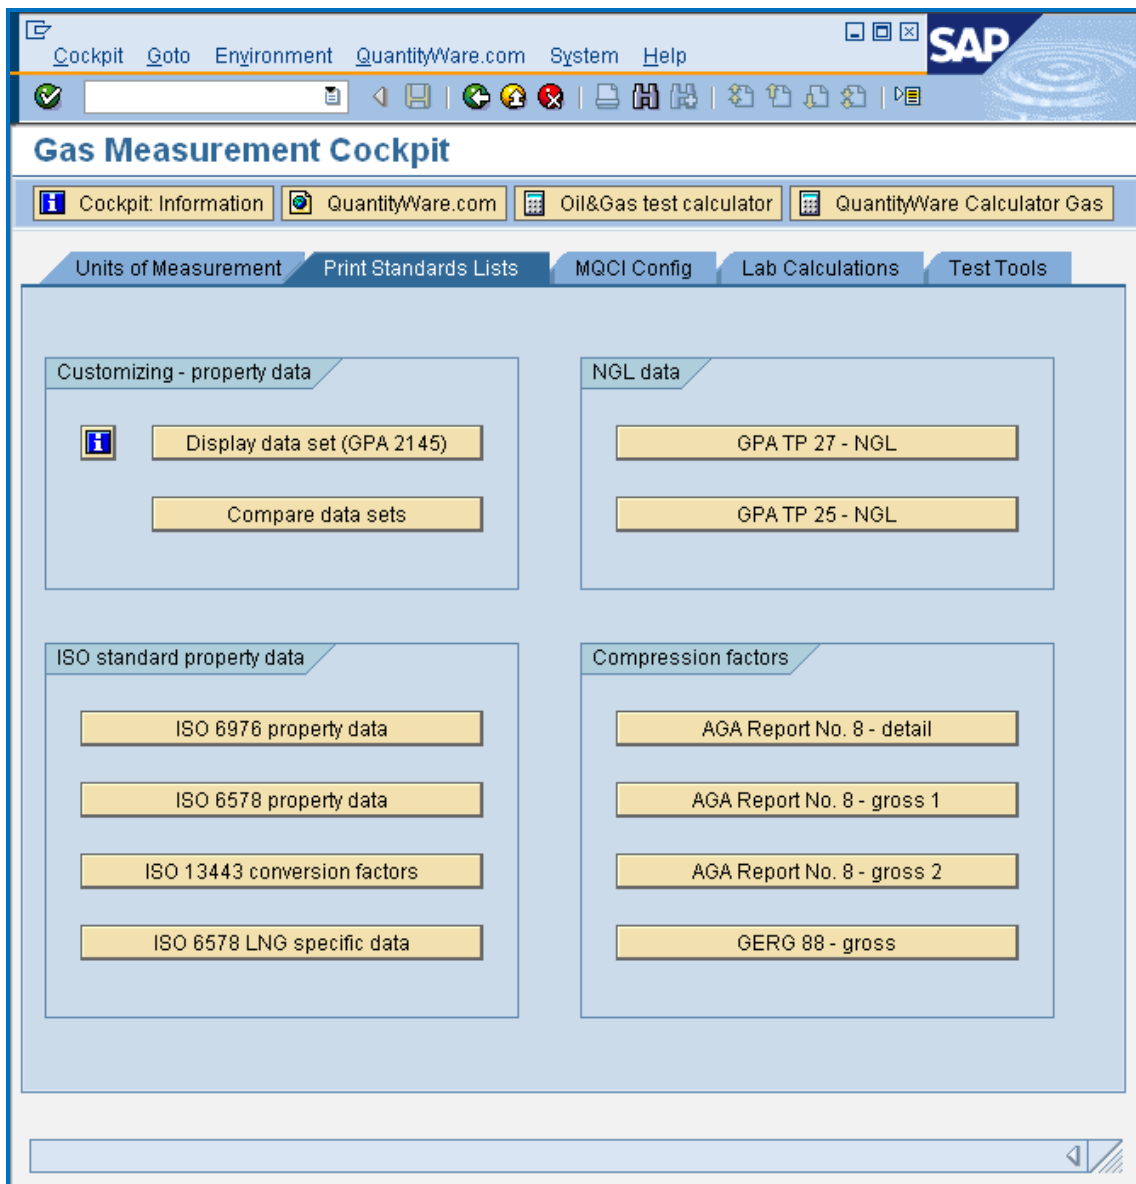 Cockpit Goto Environment QuantityWare.com System Help
SAP
Gas Measurement Cockpit
Cockpit: Information QuantityWare.com Oil&Gas test calculator QuantityWare Calculator Gas
Units of Measurement Print Standards Lists MQCI Config Lab Calculations Test Tools
Customizing - property data
Display data set (GPA 2145)
Compare data sets
NGL data
GPA TP 27 - NGL
GPA TP 25 - NGL
ISO standard property data
ISO 6976 property data
ISO 6578 property data
ISO 13443 conversion factors
ISO 6578 LNG specific data
Compression factors
AGA Report No. 8 - detail
AGA Report No. 8 - gross 1
AGA Report No. 8 - gross 2
GERG 88 - gross